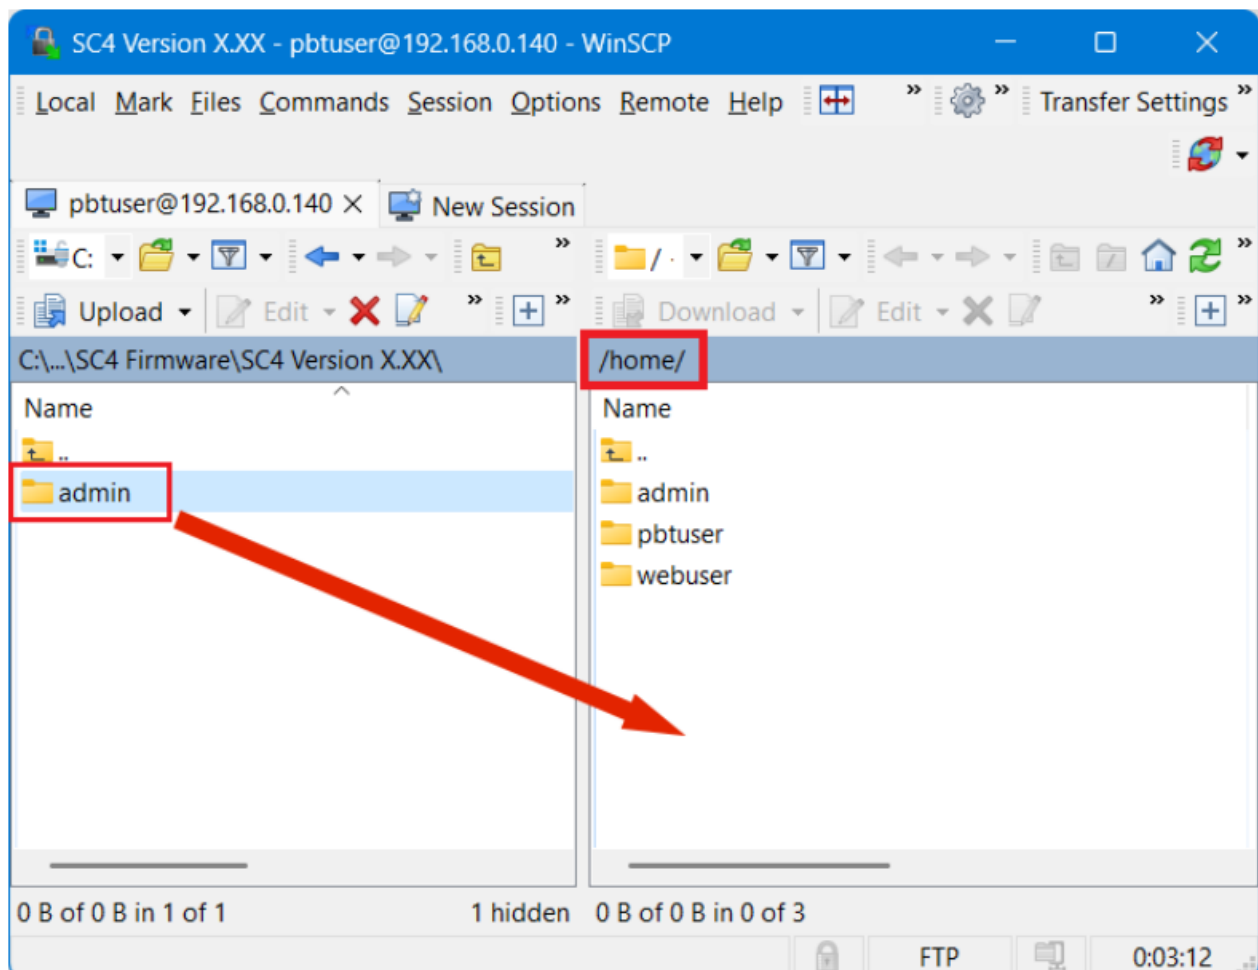 SC4 Version X.XX - pbtuser@192.168.0.140 - WinSCP
Local Mark Files Commands Session Options Remote Help » » Transfer Settings »
pbtuser@192.168.0.140 New Session
C: » / »
Upload Edit » » Download Edit » »
C:\...\SC4 Firmware\SC4 Version X.XX\ /home/
Name Name
.. ..
admin admin
pbtuser
webuser
0 B of 0 B in 1 of 1 1 hidden 0 B of 0 B in 0 of 3
FTP 0:03:12